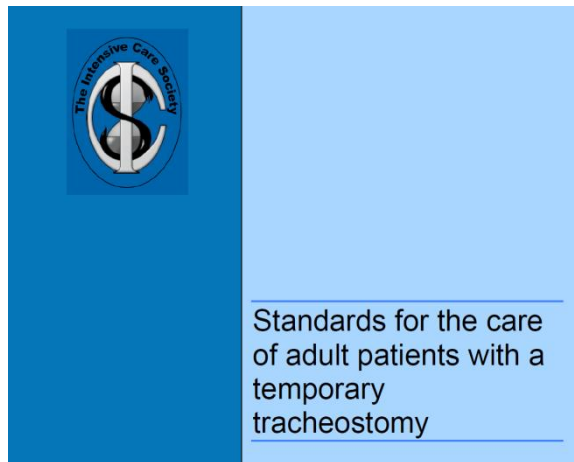 The Intensive Care Society
Standards for the care
of adult patients with a
temporary
tracheostomy